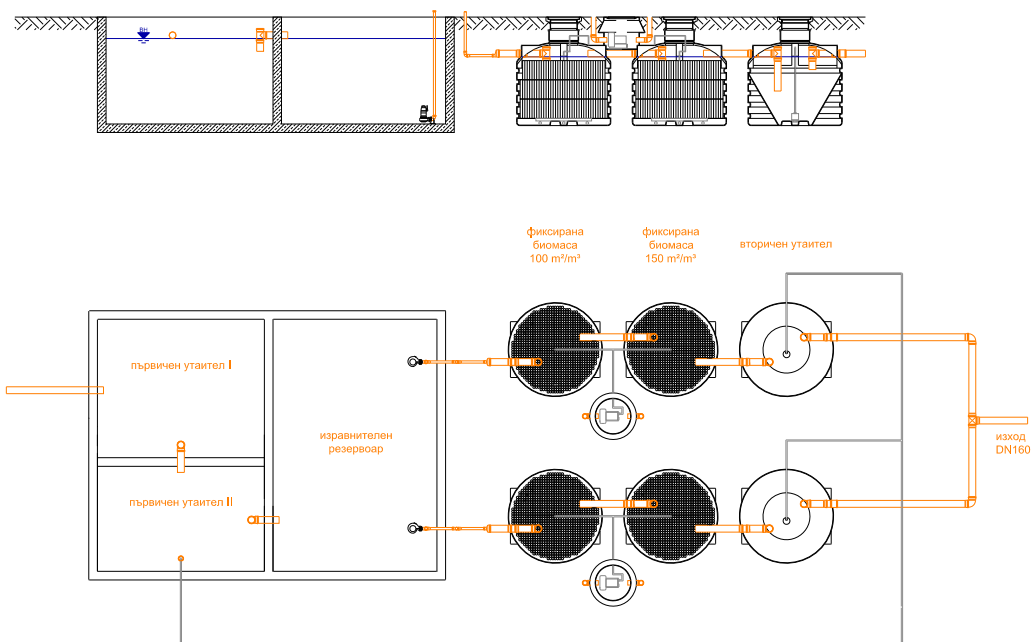 ВН
фиксирана
биомаса
100 m²/m³
фиксирана
биомаса
150 m²/m³
вторичен утаител
първичен утаител I
изравнителен
резервоар
първичен утаител II
изход
DN160